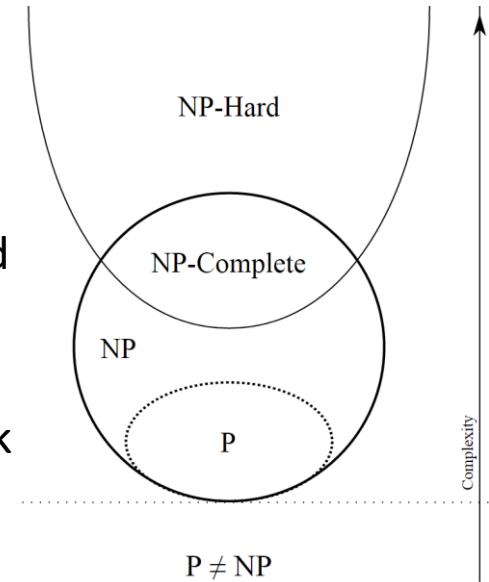 NP-Hard
d
NP-Complete
NP
k
P
Complexity
P ≠ NP